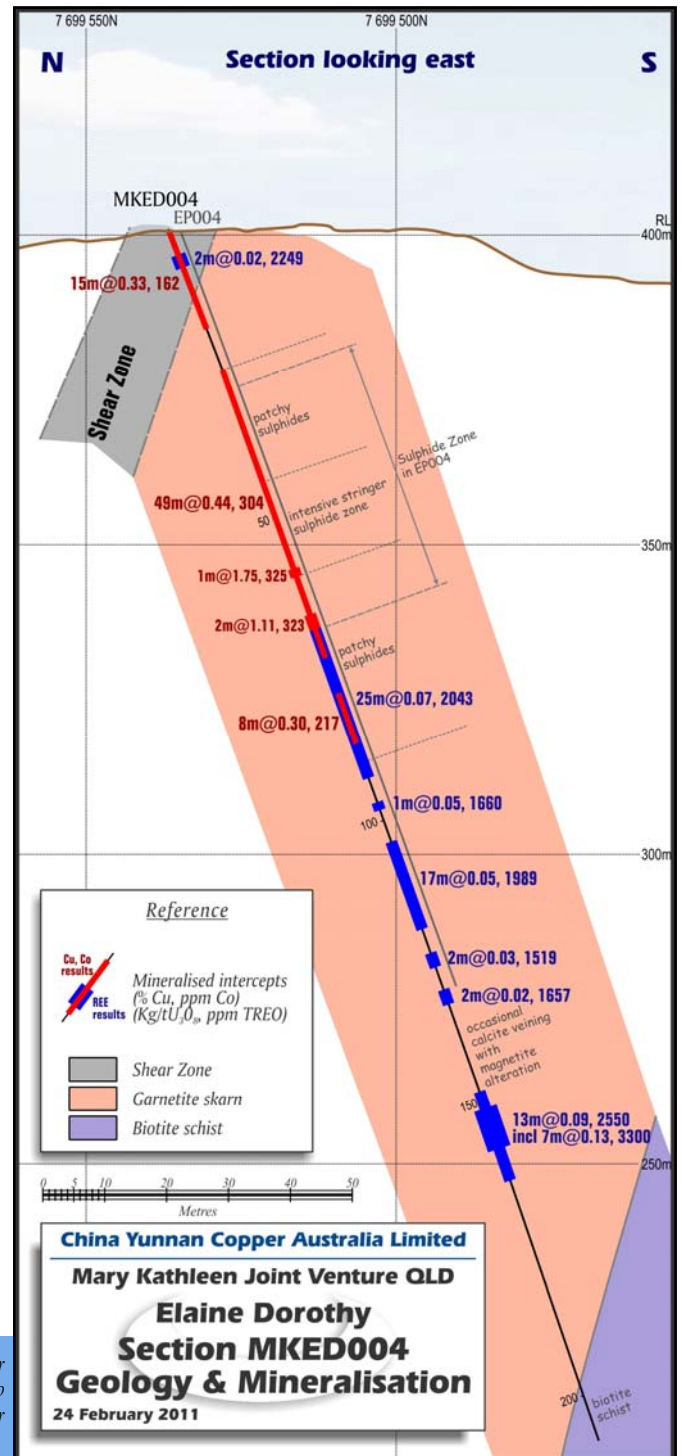 7 699 550N
7 699 500N
N
Section looking east
S
MKED004
EP004
RL
400m
2m@0.02, 2249
15m@0.33, 162
Shear Zone
patchy
sulphides
Sulphide Zone
in EP004
49m@0.44, 304
50
intensive stringer
sulphide zone
350m
1m@1.75, 325
2m@1.11, 323
patchy
sulphides
25m@0.07, 2043
8m@0.30, 217
1m@0.05, 1660
100
300m
17m@0.05, 1989
2m@0.03, 1519
2m@0.02, 1657
occasional
calcite veining
with
magnetite
alteration
150
13m@0.09, 2550
incl 7m@0.13, 3300
250m
200
biotite
schist
Reference
Cu, Co
results
REE
results
Mineralised intercepts
(% Cu, ppm Co)
(Kg/tU₃O₈, ppm TREO)
Shear Zone
Garnetite skarn
Biotite schist
0 10 20 30 40 50
Metres
China Yunnan Copper Australia Limited
Mary Kathleen Joint Venture QLD
Elaine Dorothy
Section MKED004
Geology & Mineralisation
24 February 2011